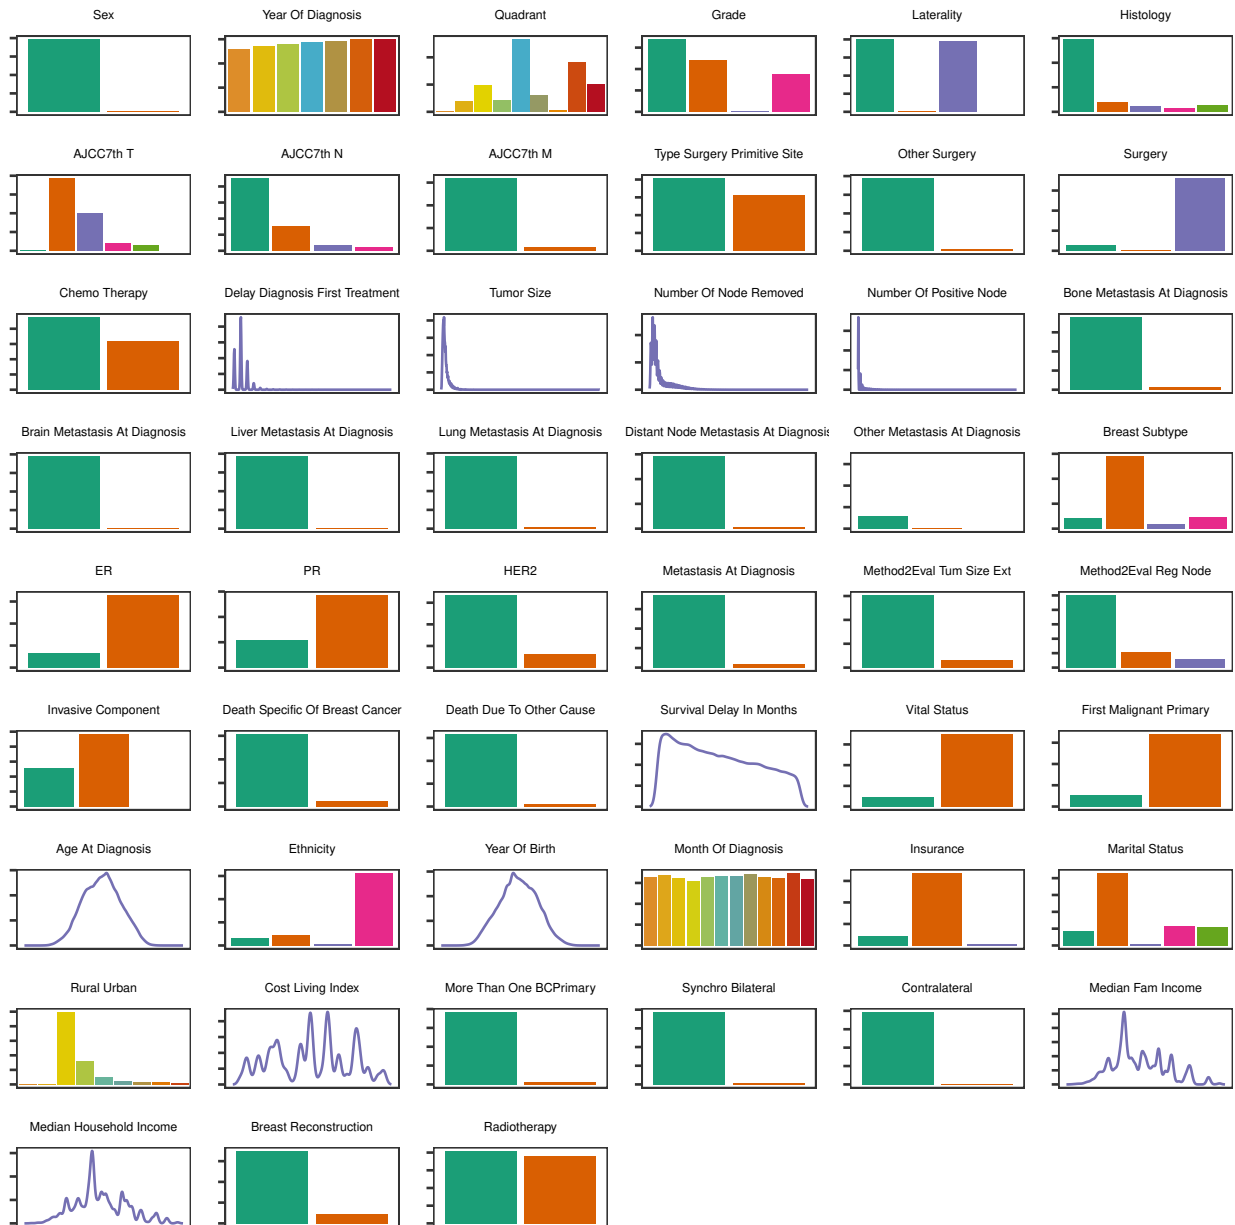 Sex
Year Of Diagnosis
Quadrant
Grade
Laterality
Histology
AJCC7th T
AJCC7th N
AJCC7th M
Type Surgery Primitive Site
Other Surgery
Surgery
Chemo Therapy
Delay Diagnosis First Treatment
Tumor Size
Number Of Node Removed
Number Of Positive Node
Bone Metastasis At Diagnosis
Brain Metastasis At Diagnosis
Liver Metastasis At Diagnosis
Lung Metastasis At Diagnosis
Distant Node Metastasis At Diagnosis
Other Metastasis At Diagnosis
Breast Subtype
ER
PR
HER2
Metastasis At Diagnosis
Method2Eval Tum Size Ext
Method2Eval Reg Node
Invasive Component
Death Specific Of Breast Cancer
Death Due To Other Cause
Survival Delay In Months
Vital Status
First Malignant Primary
Age At Diagnosis
Ethnicity
Year Of Birth
Month Of Diagnosis
Insurance
Marital Status
Rural Urban
Cost Living Index
More Than One BCPrimary
Synchro Bilateral
Contralateral
Median Fam Income
Median Household Income
Breast Reconstruction
Radiotherapy